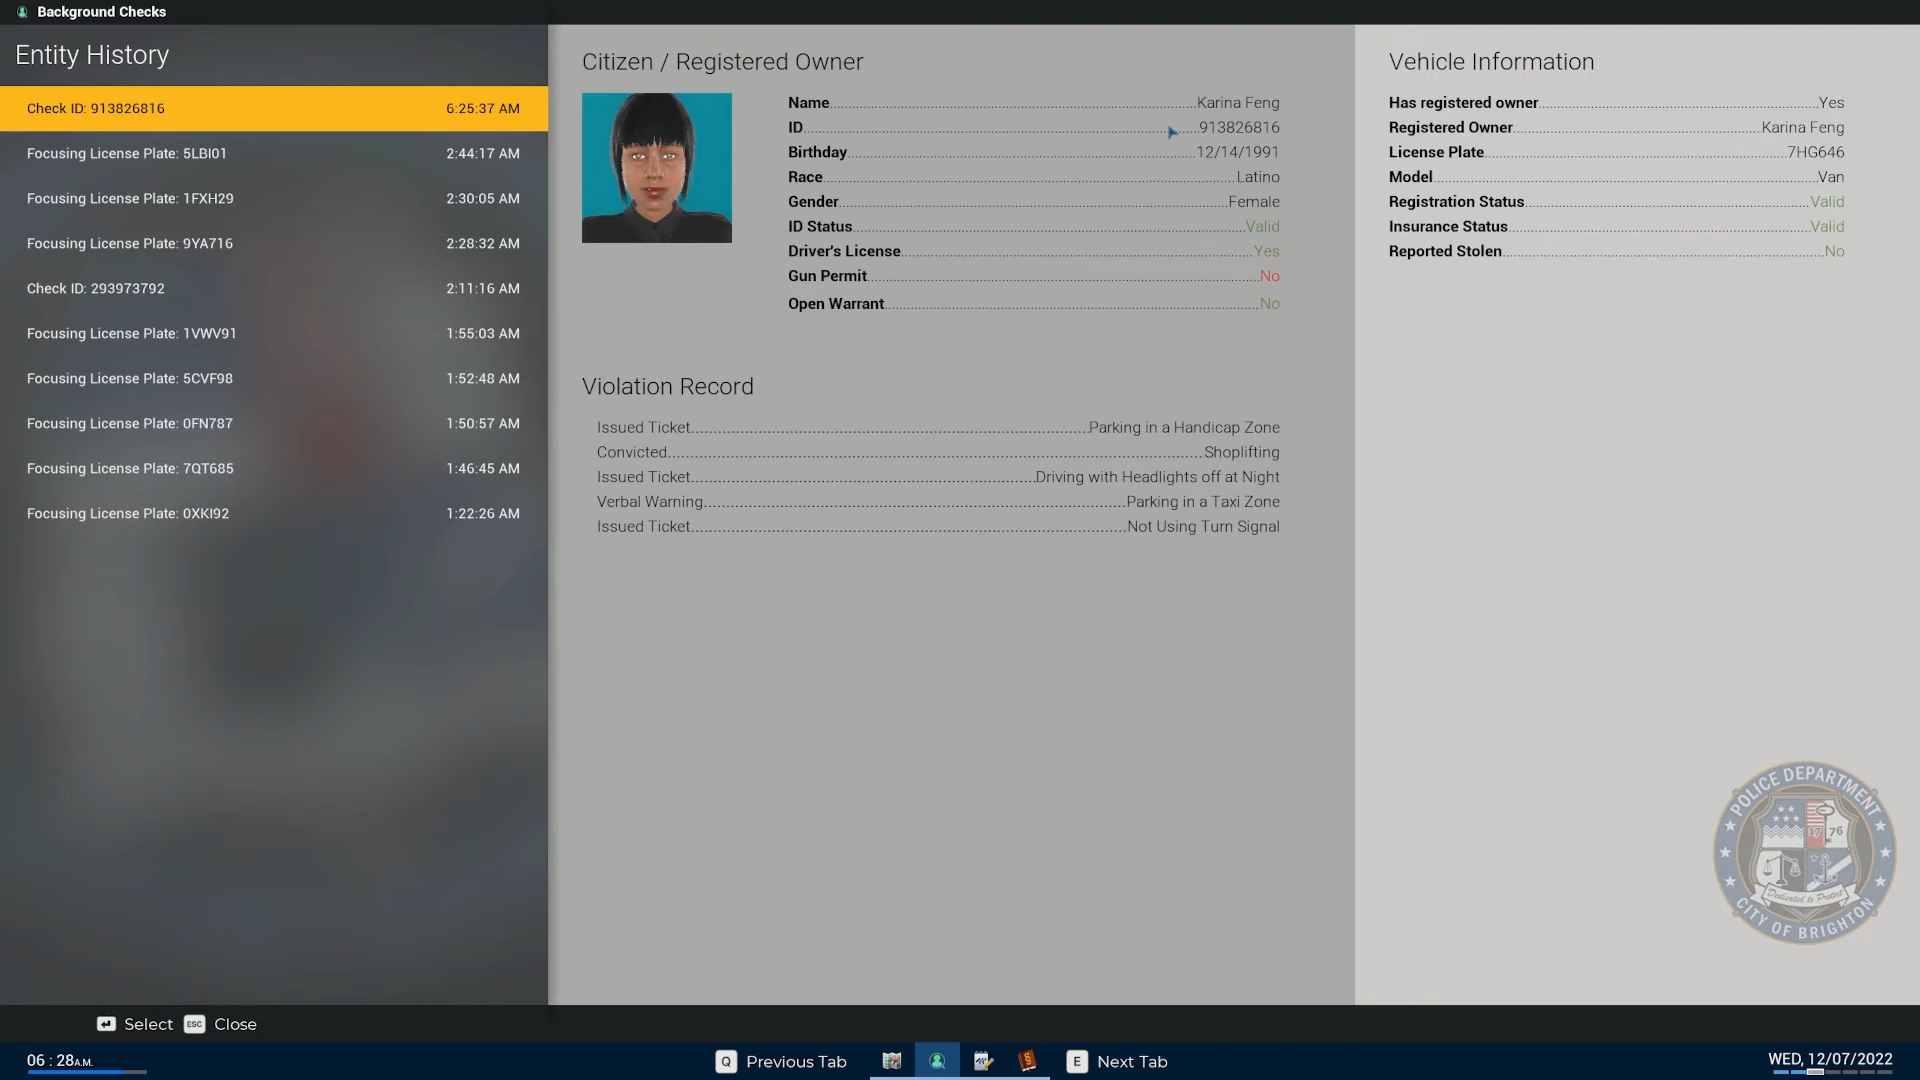 Background Checks
Entity History
Check ID: 913826816 6:25:37 AM
Focusing License Plate: 5LBI01 2:44:17 AM
Focusing License Plate: 1FXH29 2:30:05 AM
Focusing License Plate: 9YA716 2:28:32 AM
Check ID: 293973792 2:11:16 AM
Focusing License Plate: 1VWV91 1:55:03 AM
Focusing License Plate: 5CVF98 1:52:48 AM
Focusing License Plate: 0FN787 1:50:57 AM
Focusing License Plate: 7QT685 1:46:45 AM
Focusing License Plate: 0XKI92 1:22:26 AM
Citizen / Registered Owner
Name Karina Feng
ID 913826816
Birthday 12/14/1991
Race Latino
Gender Female
ID Status Valid
Driver's License Yes
Gun Permit No
Open Warrant No
Violation Record
Issued Ticket Parking in a Handicap Zone
Convicted Shoplifting
Issued Ticket Driving with Headlights off at Night
Verbal Warning Parking in a Taxi Zone
Issued Ticket Not Using Turn Signal
Vehicle Information
Has registered owner Yes
Registered Owner Karina Feng
License Plate 7HG646
Model Van
Registration Status Valid
Insurance Status Valid
Reported Stolen No
POLICE DEPARTMENT
17 76
Dedicated to Protect
CITY OF BRIGHTON
Select ESC Close
06 : 28 A.M.
Q Previous Tab E Next Tab
WED, 12/07/2022